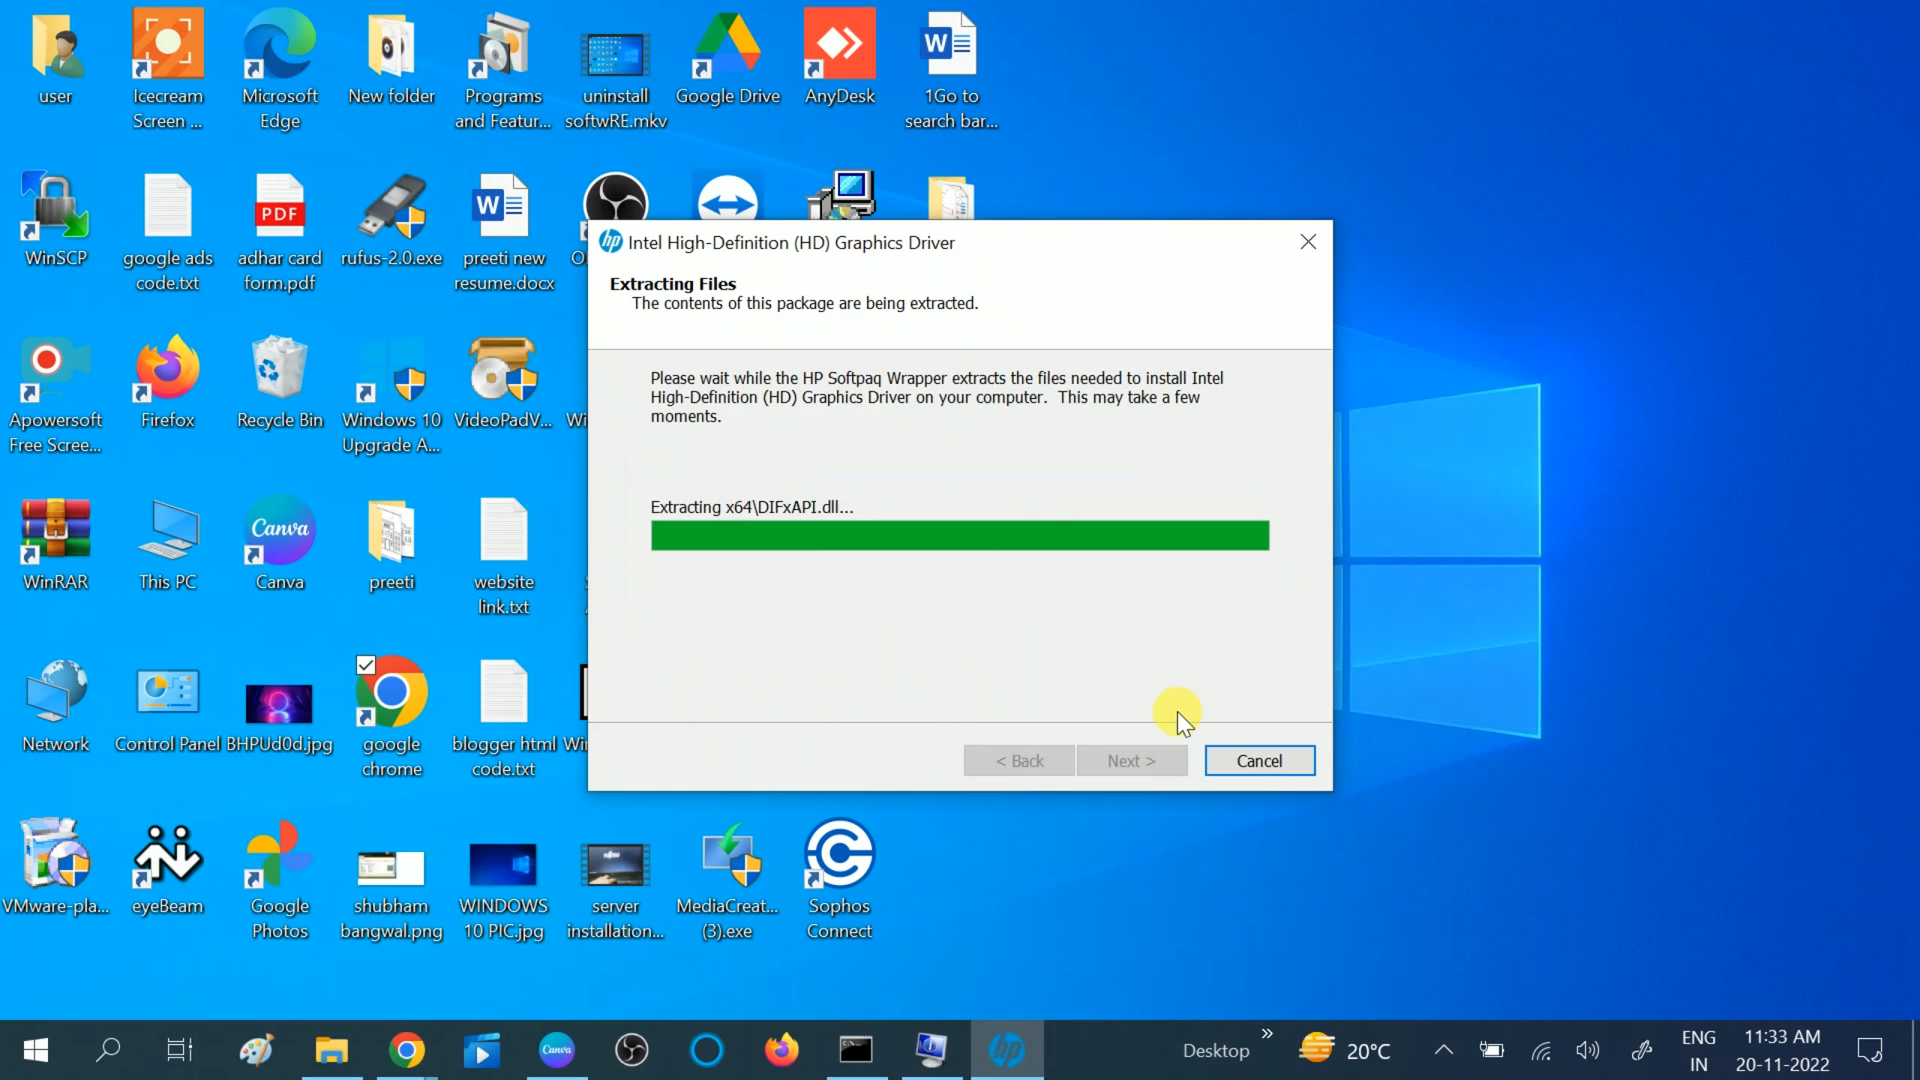 user
Icecream
Screen ...
Microsoft
Edge
New folder
Programs
and Featur...
uninstall
softwRE.mkv
Google Drive
AnyDesk
1Go to
search bar...
WinSCP
google ads
code.txt
PDF
adhar card
form.pdf
rufus-2.0.exe
preeti new
resume.docx
Apowersoft
Free Scree...
Firefox
Recycle Bin
Windows 10
Upgrade A...
VideoPadV...
WinRAR
This PC
Canva
Canva
preeti
website
link.txt
Network
Control Panel
BHPUd0d.jpg
google
chrome
blogger html
code.txt
VMware-pla...
eyeBeam
Google
Photos
shubham
bangwal.png
WINDOWS
10 PIC.jpg
server
installation...
MediaCreat...
(3).exe
Sophos
Connect
hp Intel High-Definition (HD) Graphics Driver
Extracting Files
The contents of this package are being extracted.
Please wait while the HP Softpaq Wrapper extracts the files needed to install Intel
High-Definition (HD) Graphics Driver on your computer. This may take a few
moments.
Extracting x64\DIFxAPI.dll...
< Back
Next >
Cancel
Canva
hp
Desktop
20°C
ENG
IN
11:33 AM
20-11-2022